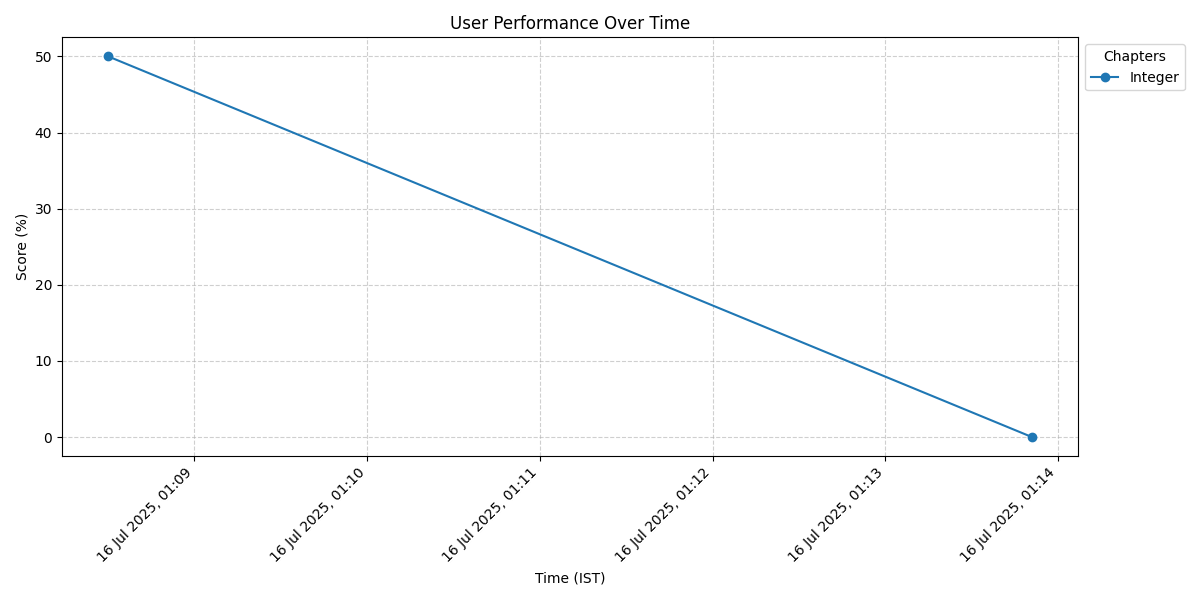 User Performance Over Time
Chapters
Integer
Score (%)
50
40
30
20
10
0
16 Jul 2025, 01:09
16 Jul 2025, 01:10
16 Jul 2025, 01:11
16 Jul 2025, 01:12
16 Jul 2025, 01:13
16 Jul 2025, 01:14
Time (IST)